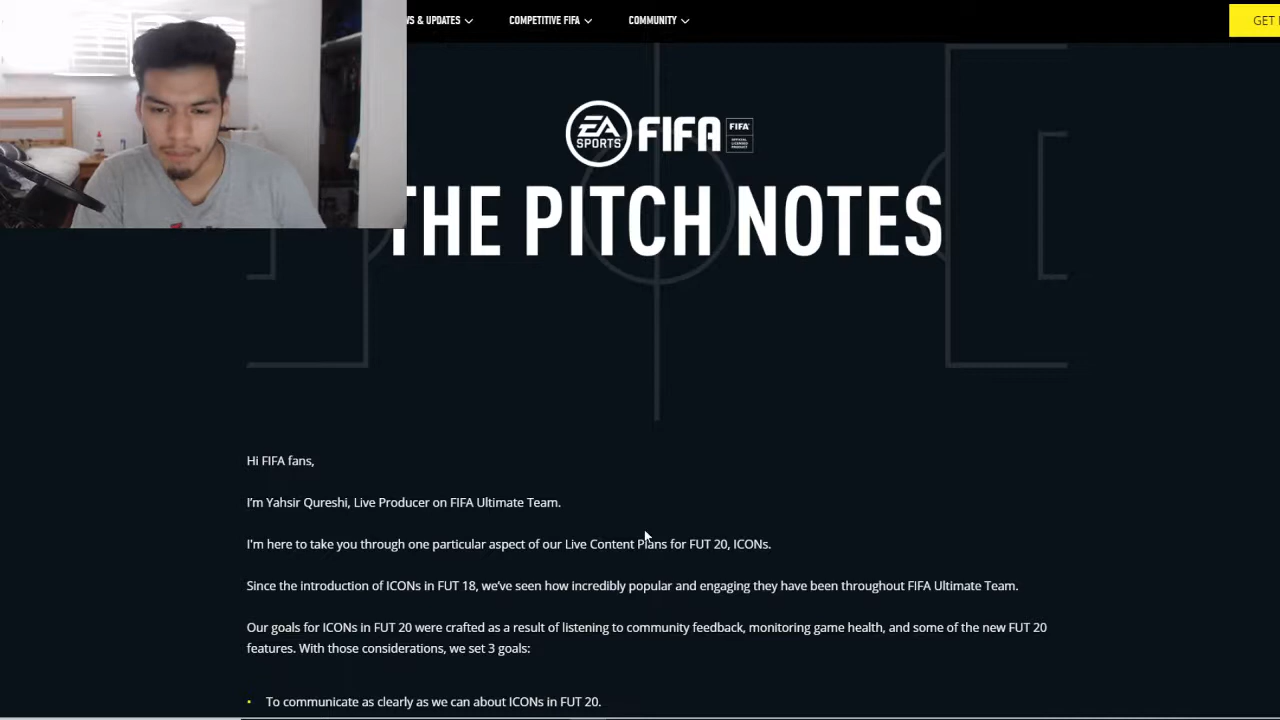 WS & UPDATES COMPETITIVE FIFA COMMUNITY GET
EA SPORTS FIFA FIFA OFFICIAL LICENSED PRODUCT
THE PITCH NOTES
Hi FIFA fans,
I'm Yahsir Qureshi, Live Producer on FIFA Ultimate Team.
I'm here to take you through one particular aspect of our Live Content Plans for FUT 20, ICONs.
Since the introduction of ICONs in FUT 18, we've seen how incredibly popular and engaging they have been throughout FIFA Ultimate Team.
Our goals for ICONs in FUT 20 were crafted as a result of listening to community feedback, monitoring game health, and some of the new FUT 20
features. With those considerations, we set 3 goals:
• To communicate as clearly as we can about ICONs in FUT 20.